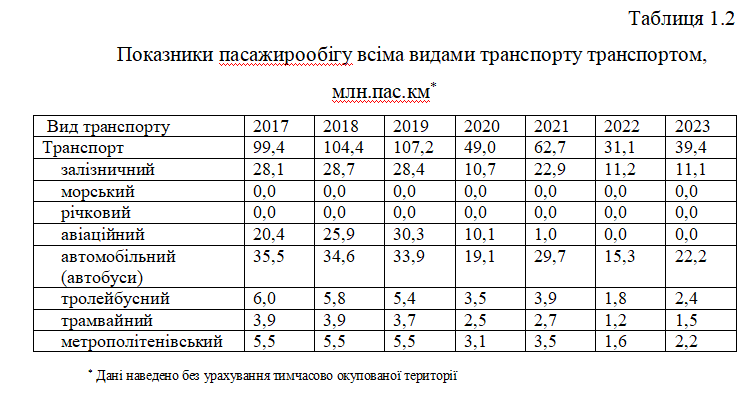 Таблиця 1.2
Показники пасажирообігу всіма видами транспорту транспортом,
млн.пас.км*
Вид транспорту 2017 2018 2019 2020 2021 2022 2023
Транспорт 99,4 104,4 107,2 49,0 62,7 31,1 39,4
залізничний 28,1 28,7 28,4 10,7 22,9 11,2 11,1
морський 0,0 0,0 0,0 0,0 0,0 0,0 0,0
річковий 0,0 0,0 0,0 0,0 0,0 0,0 0,0
авіаційний 20,4 25,9 30,3 10,1 1,0 0,0 0,0
автомобільний 35,5 34,6 33,9 19,1 29,7 15,3 22,2
(автобуси)
тролейбусний 6,0 5,8 5,4 3,5 3,9 1,8 2,4
трамвайний 3,9 3,9 3,7 2,5 2,7 1,2 1,5
метрополітенівський 5,5 5,5 5,5 3,1 3,5 1,6 2,2
* Дані наведено без урахування тимчасово окупованої території